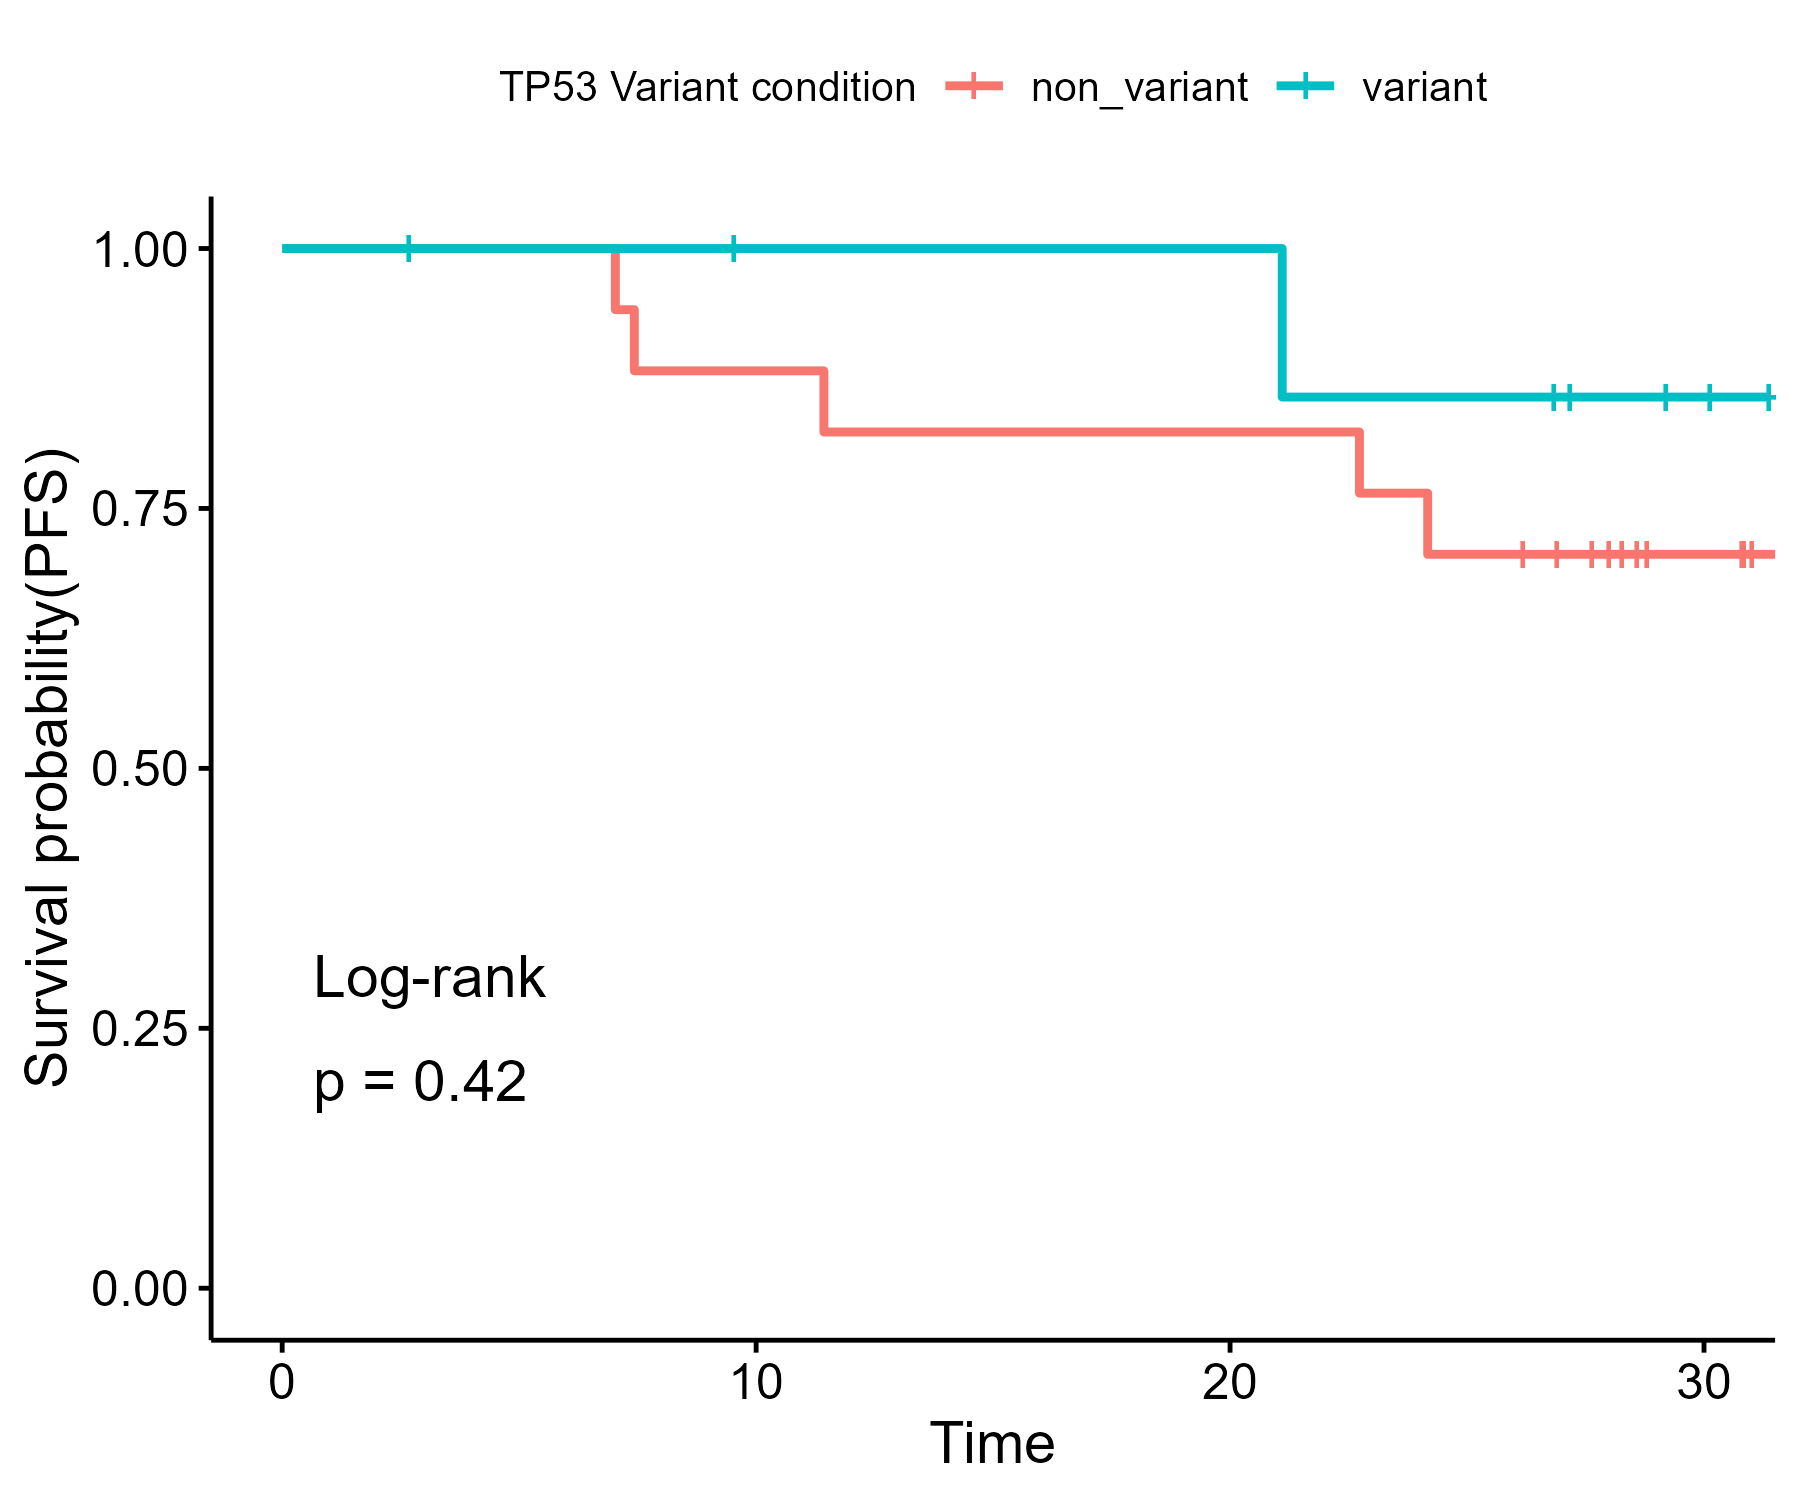 TP53 Variant condition non_variant variant
Survival probability(PFS)
1.00
0.75
0.50
0.25
0.00
Log-rank
p = 0.42
0 10 20 30
Time